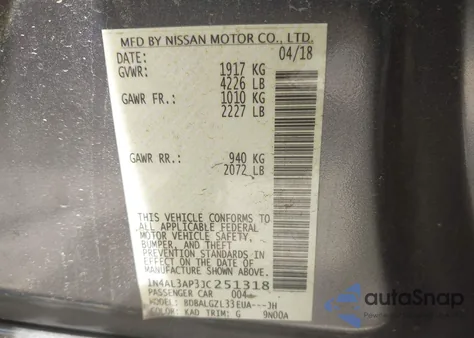 MFD BY NISSAN MOTOR CO., LTD.
DATE: 04/18
GVWR: 1917 KG
4226 LB
GAWR FR.: 1010 KG
2227 LB
GAWR RR.: 940 KG
2072 LB
THIS VEHICLE CONFORMS TO
ALL APPLICABLE FEDERAL
MOTOR VEHICLE SAFETY,
BUMPER, AND THEFT
PREVENTION STANDARDS IN
EFFECT ON THE DATE OF
MANUFACTURE SHOWN ABOVE.
1N4AL3AP3JC251318
PASSENGER CAR 004
MODEL: BDBALGZL33EUA---JH
COLOR: KAD TRIM: G 9N00A
autoSnap
Powered by